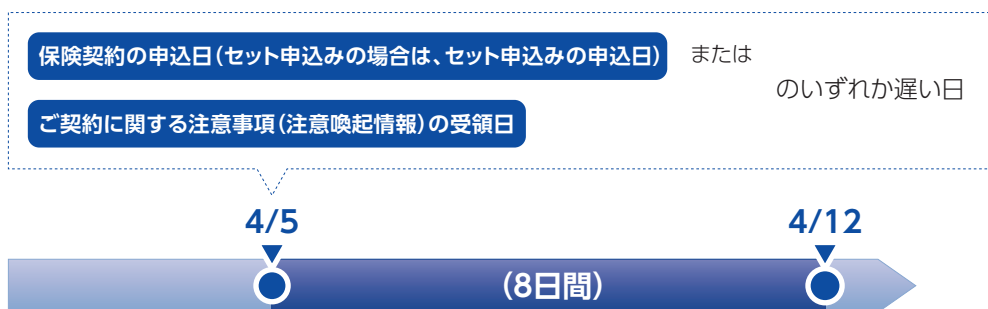 保険契約の申込日（セット申込みの場合は、セット申込みの申込日）
または
のいずれか遅い日
ご契約に関する注意事項（注意喚起情報）の受領日
4/5
4/12
（8日間）